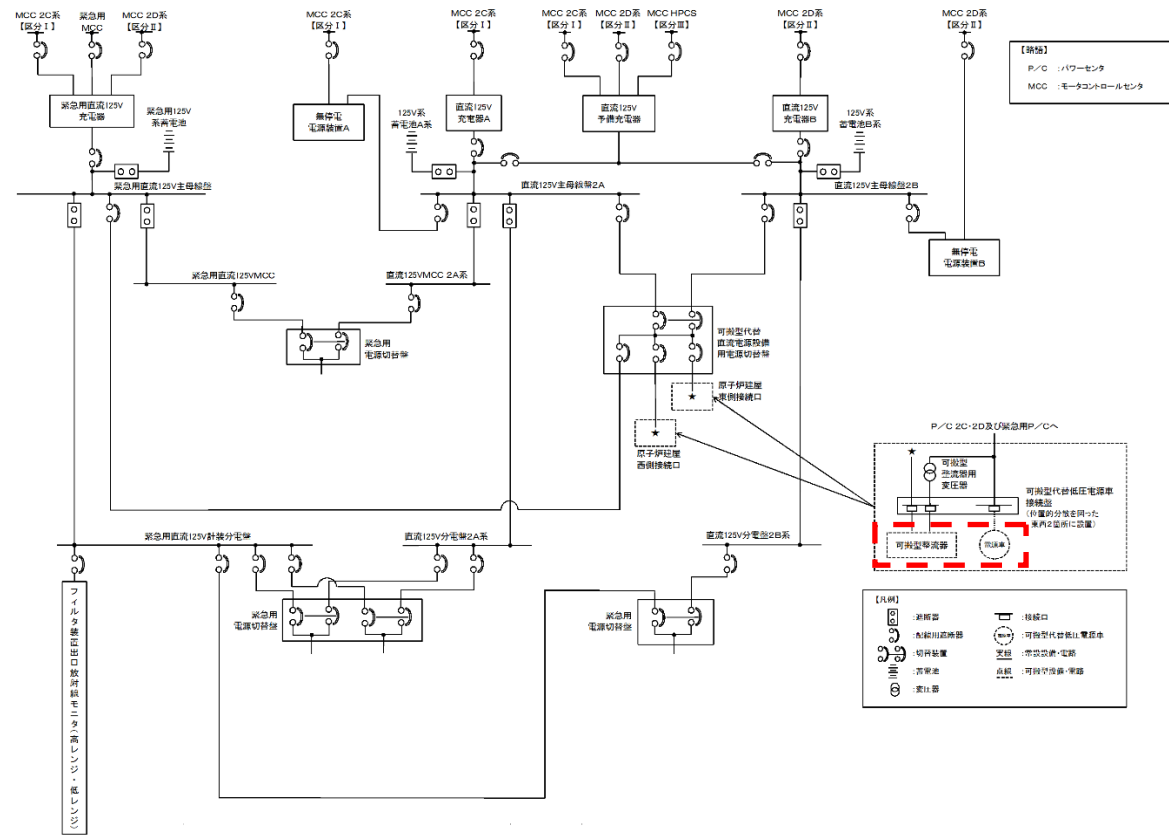 MCC 2C系
【区分Ⅰ】
緊急用
MCC
MCC 2D系
【区分Ⅱ】
MCC 2C系
【区分Ⅰ】
MCC 2C系
【区分Ⅰ】
MCC 2C系
【区分Ⅰ】
MCC 2D系
【区分Ⅱ】
MCC HPCS
【区分Ⅲ】
MCC 2D系
【区分Ⅱ】
MCC 2D系
【区分Ⅱ】
【略語】
P/C :パワーセンタ
MCC :モータコントロールセンタ
緊急用直流125V
充電器
緊急用125V
系蓄電池
無停電
電源装置A
125V系
蓄電池A系
直流125V
充電器A
直流125V
予備充電器
直流125V
充電器B
125V系
蓄電池B系
緊急用直流125V主母線盤
直流125V主母線盤2A
直流125V主母線盤2B
無停電
電源装置B
緊急用直流125VMCC
直流125VMCC 2A系
緊急用
電源切替盤
可搬型代替
直流電源設備
用電源切替盤
原子炉建屋
東側接続口
★
★
原子炉建屋
西側接続口
P/C 2C・2D及び緊急用P/Cへ
★
可搬型
整流器用
変圧器
可搬型代替低圧電源車
接続盤
(位置的分散を図った
東西2箇所に設置)
可搬型整流器
電源車
緊急用直流125V計装分電盤
直流125V分電盤2A系
直流125V分電盤2B系
緊急用
電源切替盤
緊急用
電源切替盤
フィルタ装置出口放射線モニタ(高レンジ・低レンジ)
【凡例】
:遮断器
:配線用遮断器
:切替装置
:蓄電池
:変圧器
:接続口
電源車 :可搬型代替低圧電源車
実線 :常設設備・電路
点線 :可搬型設備・電路